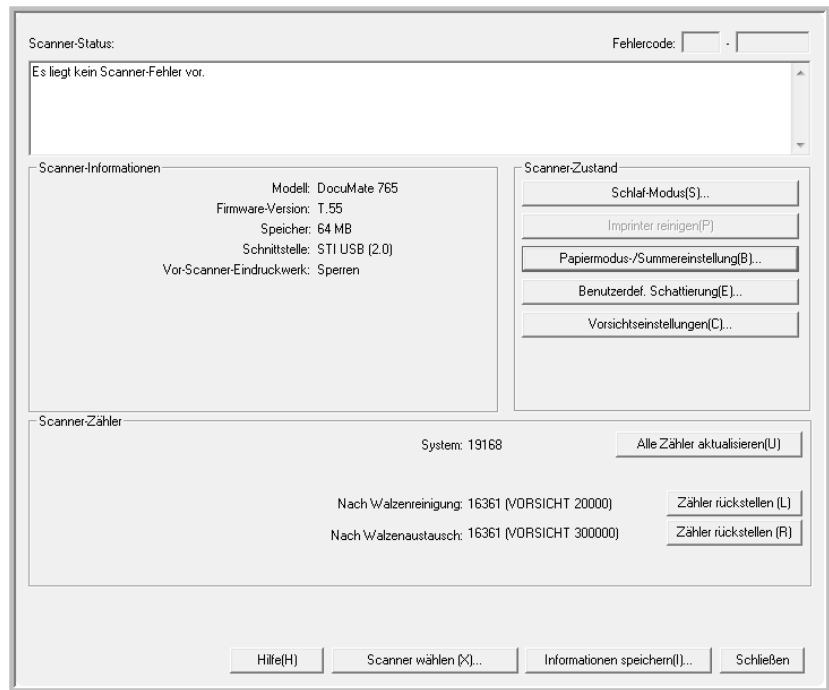 Scanner-Status:
Fehlercode: -
Es liegt kein Scanner-Fehler vor.
Scanner-Informationen
Modell: DocuMate 765
Firmware-Version: T.55
Speicher: 64 MB
Schnittstelle: STI USB (2.0)
Vor-Scanner-Eindruckwerk: Sperren
Scanner-Zustand
Schlaf-Modus(S)...
Imprinter reinigen(P)
Papiermodus-/Summereinstellung(B)...
Benutzerdef. Schattierung(E)...
Vorsichtseinstellungen(C)...
Scanner-Zähler
System: 19168
Alle Zähler aktualisieren(U)
Nach Walzenreinigung: 16361 (VORSICHT 20000)
Zähler rückstellen (L)
Nach Walzenaustausch: 16361 (VORSICHT 300000)
Zähler rückstellen (R)
Hilfe(H)
Scanner wählen (X)...
Informationen speichern(I)...
Schließen